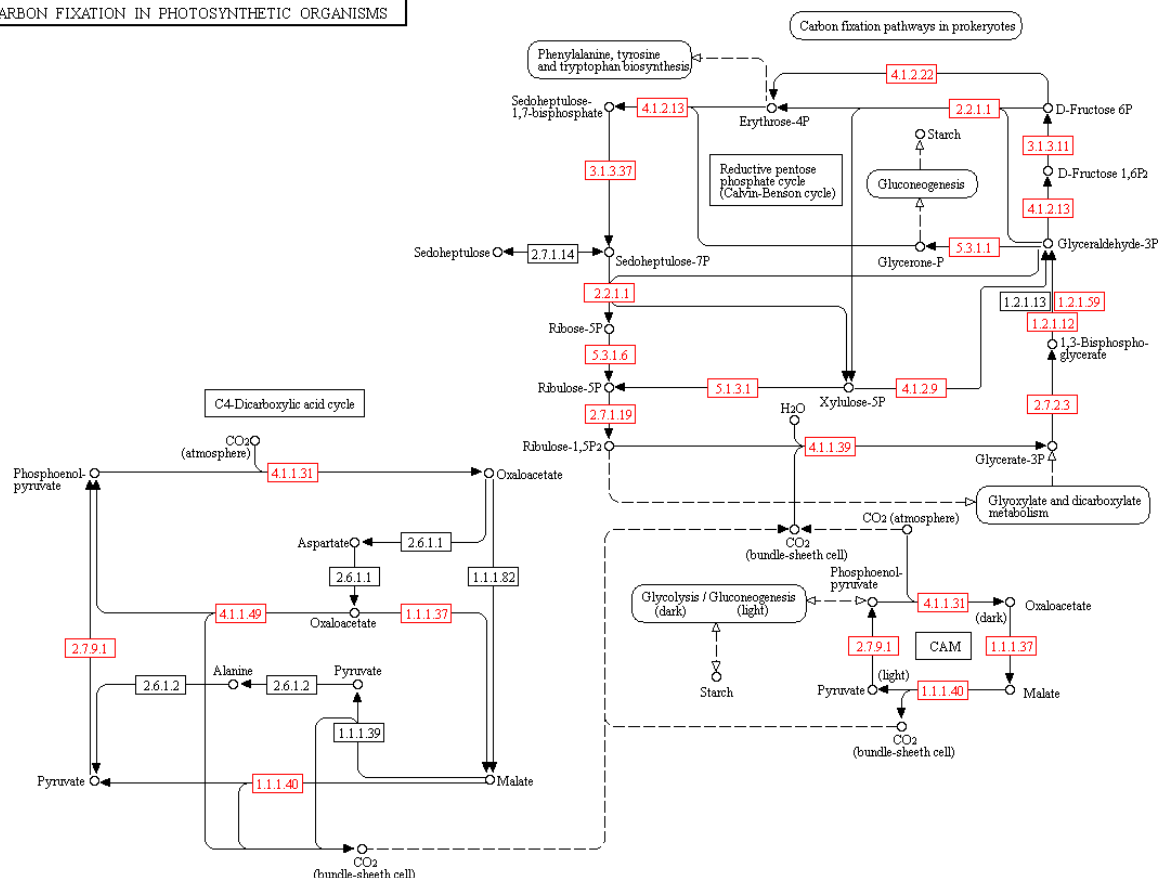 ARBON FIXATION IN PHOTOSYNTHETIC ORGANISMS
Carbon fixation pathways in prokeryotes
Phenylalanine, tyrosine
and tryptophan biosynthesis
4.1.2.22
Sedoheptulose-
1,7-bisphosphate
4.1.2.13
Erythrose-4P
2.2.1.1
D-Fructose 6P
Starch
3.1.3.11
Reductive pentose
phosphate cycle
(Calvin-Benson cycle)
3.1.3.37
Gluconeogenesis
D-Fructose 1,6P2
4.1.2.13
Sedoheptulose
2.7.1.14
Sedoheptulose-7P
Glycerone-P
5.3.1.1
Glyceraldehyde-3P
2.2.1.1
1.2.1.13
1.2.1.59
1.2.1.12
Ribose-5P
1,3-Bisphospho-
glycerate
5.3.1.6
Ribulose-5P
5.1.3.1
Xylulose-5P
4.1.2.9
2.7.1.19
2.7.2.3
C4-Dicarboxylic acid cycle
H2O
Ribulose-1,5P2
4.1.1.39
Glycerate-3P
CO2
(atmosphere)
Phosphoenol-
pyruvate
4.1.1.31
Oxaloacetate
Glyoxylate and dicarboxylate
metabolism
CO2 (atmosphere)
Aspartate
2.6.1.1
CO2
(bundle-sheeth cell)
2.6.1.1
1.1.1.82
Phosphoenol-
pyruvate
Glycolysis / Gluconeogenesis
(dark) (light)
4.1.1.31
Oxaloacetate
(dark)
4.1.1.49
Oxaloacetate
1.1.1.37
2.7.9.1
2.7.9.1
CAM
1.1.1.37
Alanine
Pyruvate
2.6.1.2
2.6.1.2
Starch
(light)
Pyruvate
1.1.1.40
Malate
1.1.1.39
CO2
(bundle-sheeth cell)
Pyruvate
1.1.1.40
Malate
CO2
(bundle-sheeth cell)